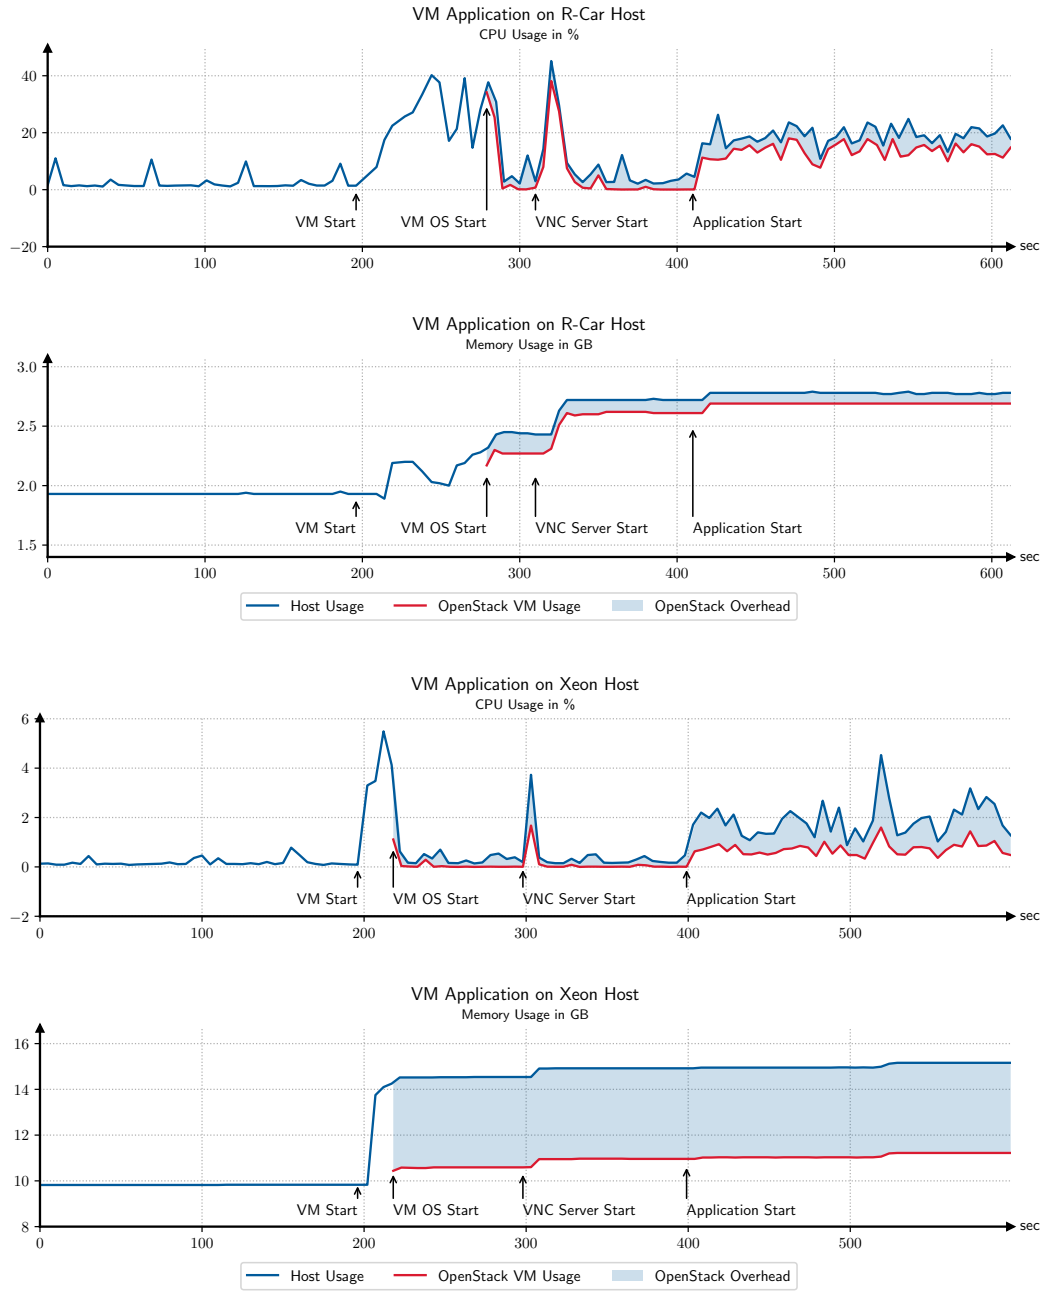 VM Application on R-Car Host
CPU Usage in %
40
20
0
−20
VM Start
VM OS Start
VNC Server Start
Application Start
0 100 200 300 400 500 600 sec
VM Application on R-Car Host
Memory Usage in GB
3.0
2.5
2.0
1.5
VM Start
VM OS Start
VNC Server Start
Application Start
0 100 200 300 400 500 600 sec
Host Usage OpenStack VM Usage OpenStack Overhead
VM Application on Xeon Host
CPU Usage in %
6
4
2
0
−2
VM Start
VM OS Start
VNC Server Start
Application Start
0 100 200 300 400 500 sec
VM Application on Xeon Host
Memory Usage in GB
16
14
12
10
8
VM Start
VM OS Start
VNC Server Start
Application Start
0 100 200 300 400 500 sec
Host Usage OpenStack VM Usage OpenStack Overhead